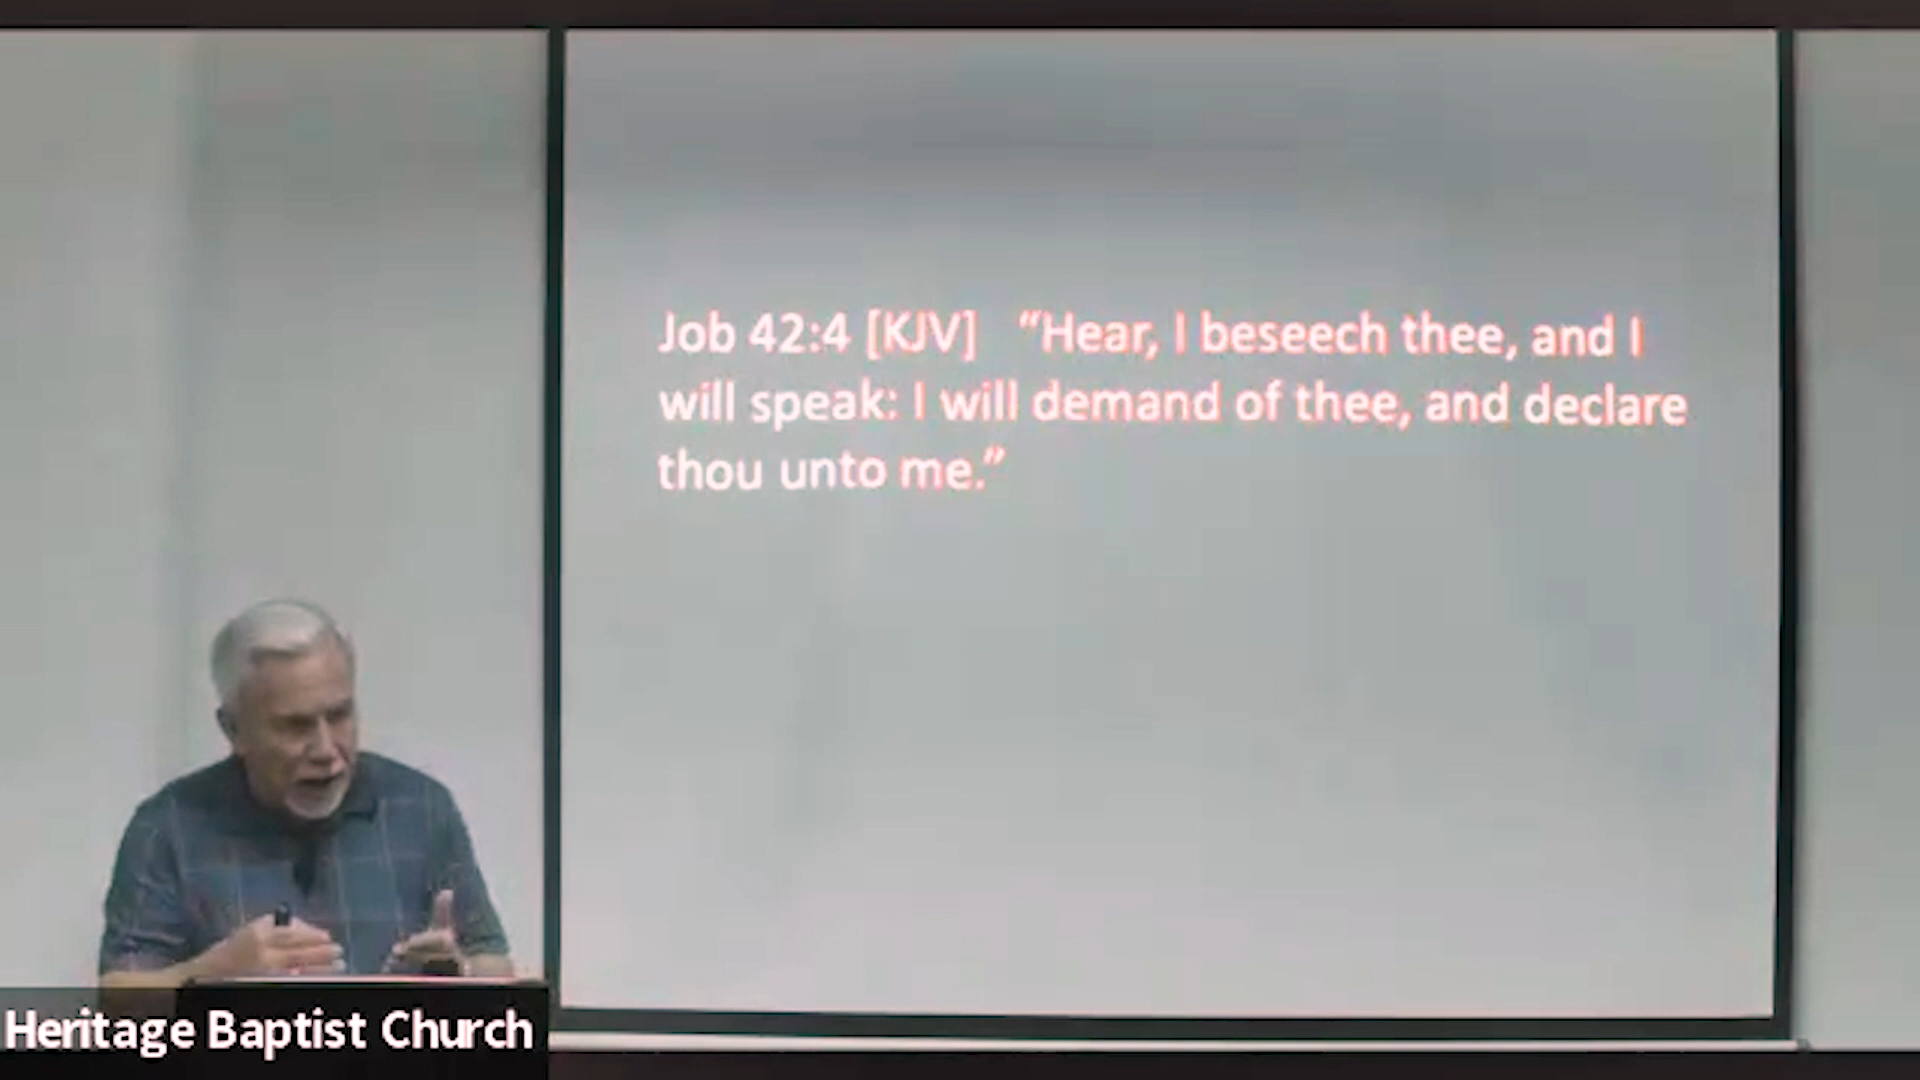 Job 42:4 [KJV] “Hear, I beseech thee, and I
will speak: I will demand of thee, and declare
thou unto me.”
Heritage Baptist Church